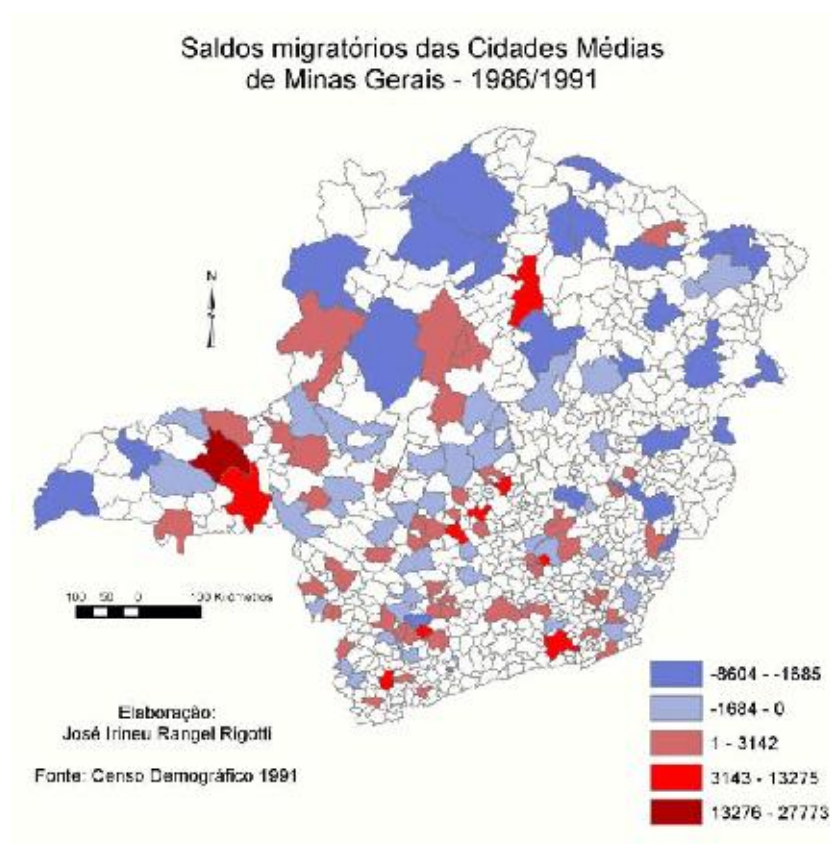 Saldos migratórios das Cidades Médias
de Minas Gerais - 1986/1991
N
100 50 0 100 Kilometros
Elaboração:
José Irineu Rangel Rigotti
Fonte: Censo Demográfico 1991
-8604 - -1685
-1684 - 0
1 - 3142
3143 - 13275
13276 - 27773